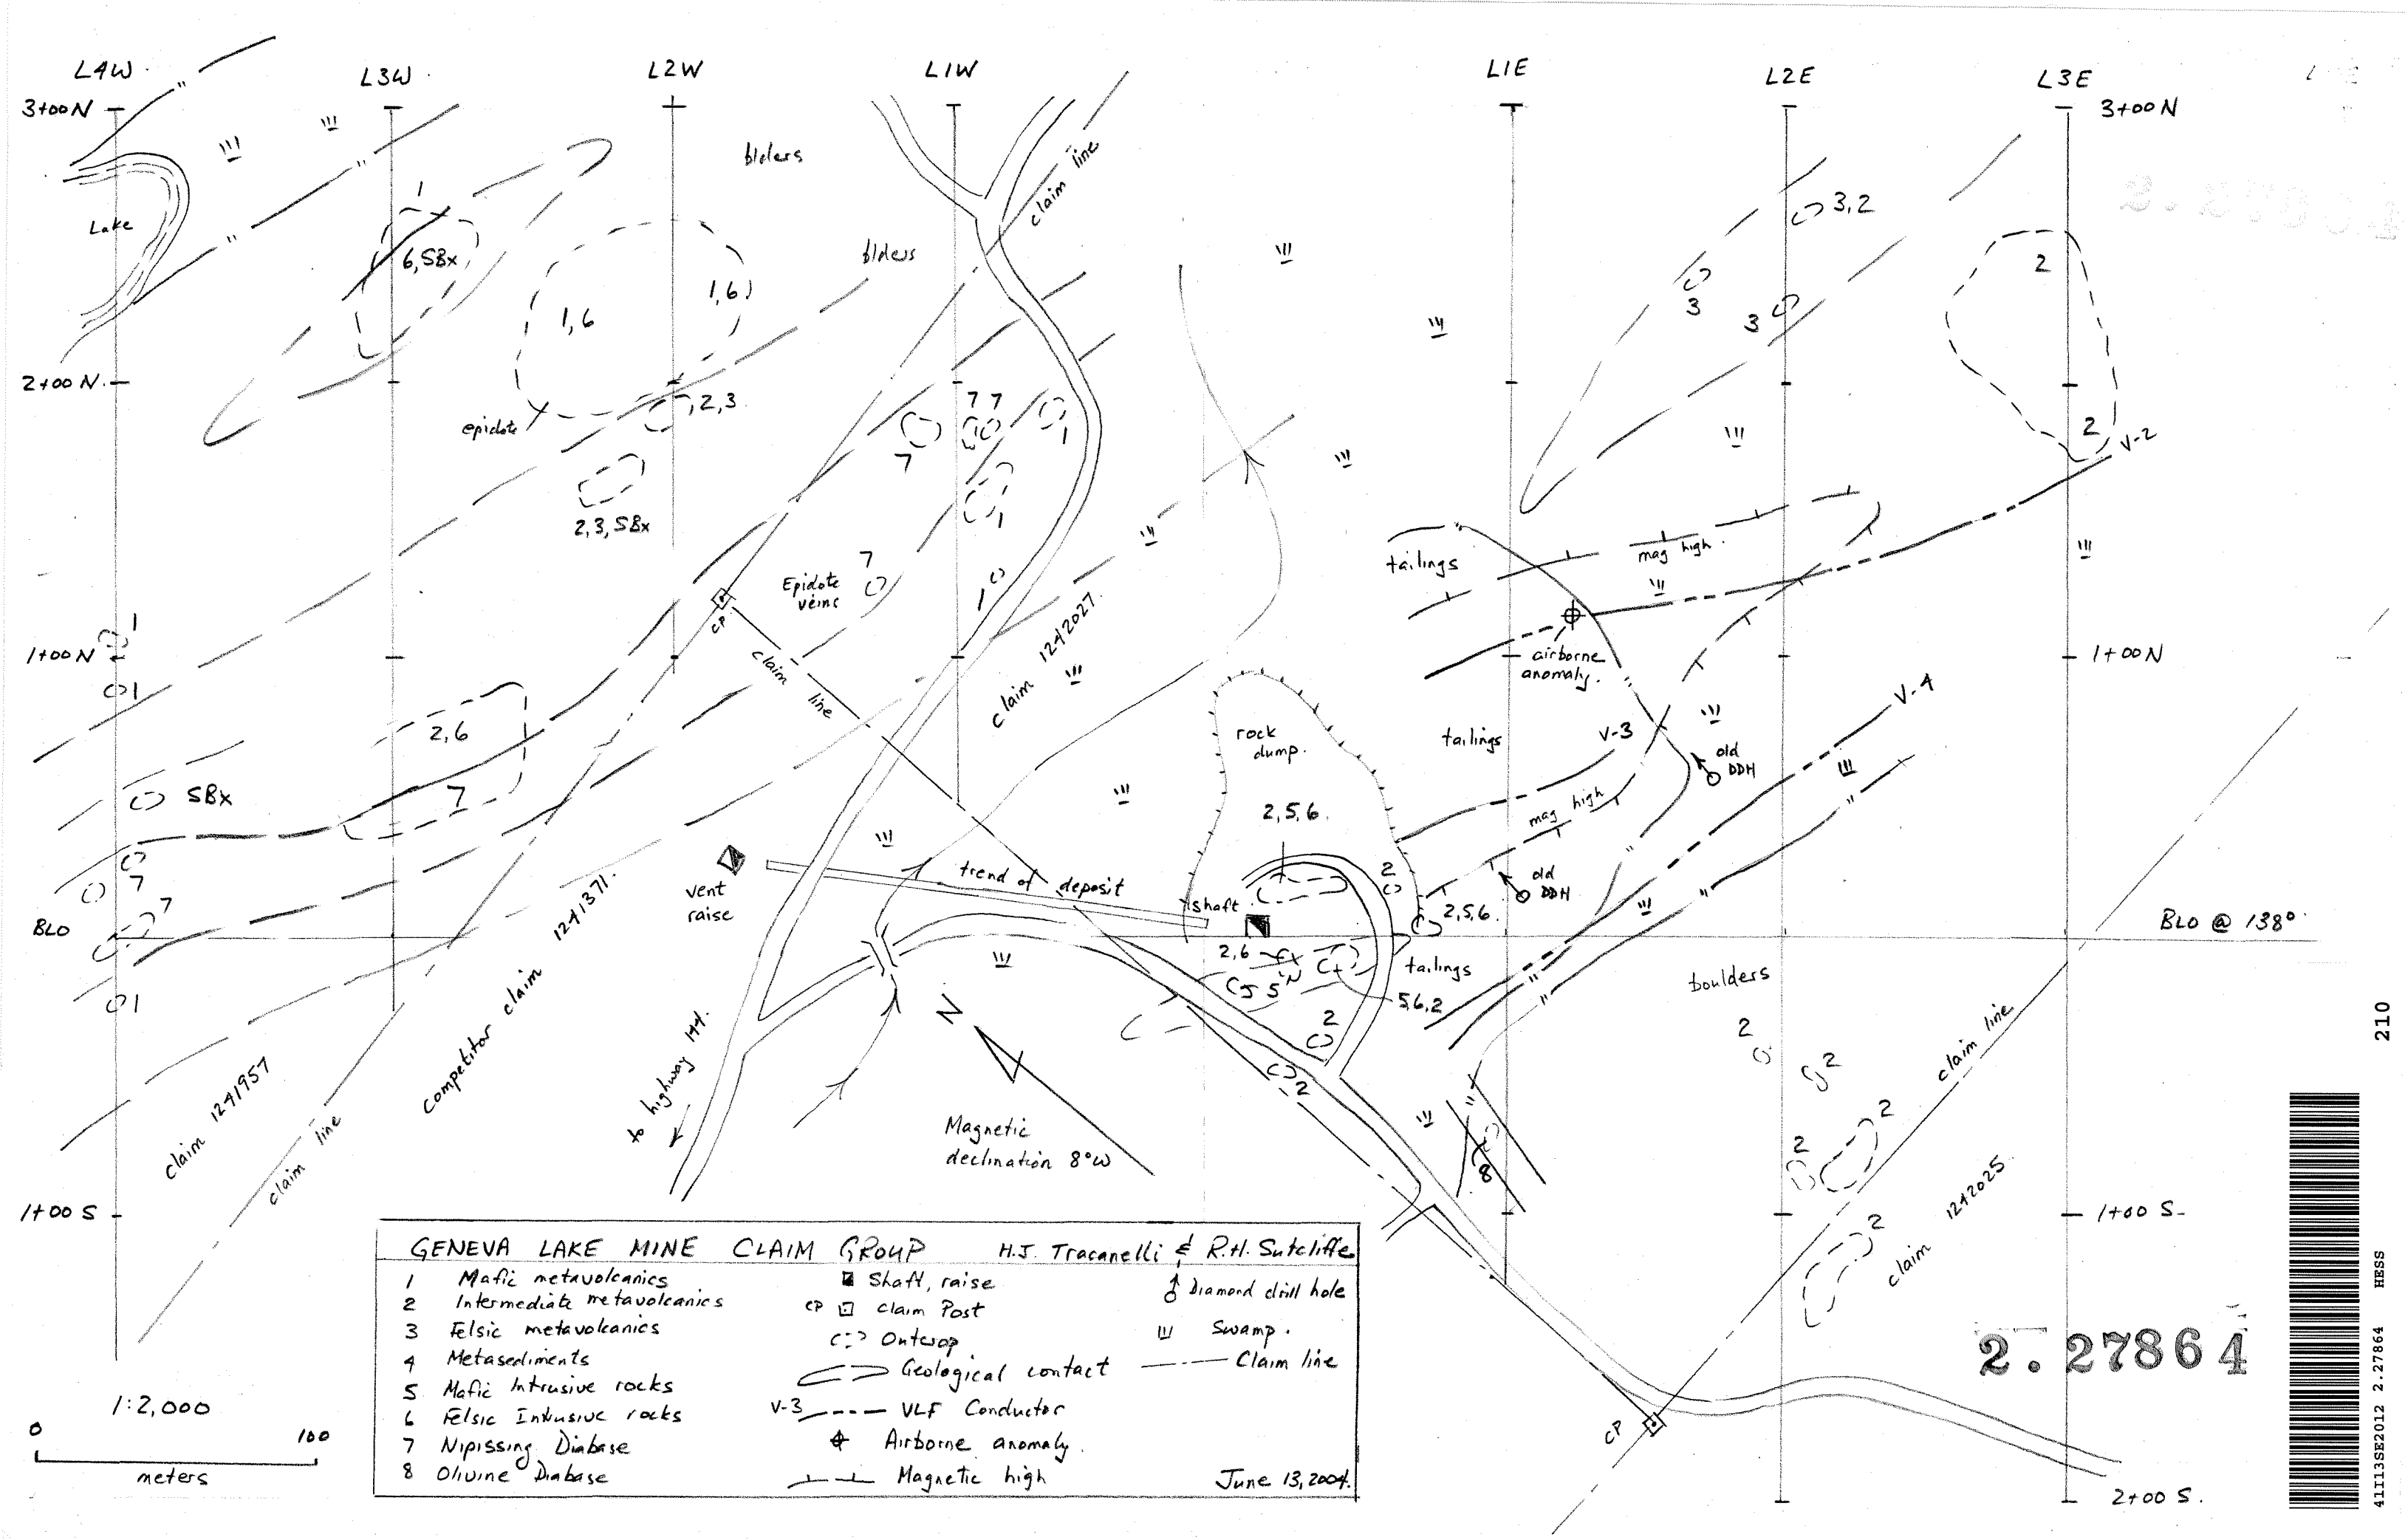 L4W L3W L2W L1W L1E L2E L3E
3+00 N 3+00 N
blders
claim line
Lake
1
6,SBx
blders
3,2
2
1,6 1,6
3 3
2+00 N
2,3
epidote
7 7
7 1
2 V-2
2,3,SBx
1
tailings mag high
7
Epidote
veins
1
CP
1
claim 1242027
1+00 N 1+00 N
airborne
anomaly.
claim line
1
V-4
2,6
rock
dump.
tailings V-3
old
DDH
SBx 7
2,5,6.
mag high
7
vent
raise
trend of deposit
2
old
DDH
7
shaft
2,5,6.
BLO BLO @ 138°
claim 1241371.
competitor
2,6
tailings
5 5
5,6,2
boulders
1
N
2
2
2
2
claim line
to highway 144.
Magnetic
declination 8°W
claim 1241957
claim line
8
2
2
1+00 S 1+00 S
2
claim 1242025
GENEVA LAKE MINE CLAIM GROUP H.J. Tracanelli & R.H. Sutcliffe
1 Mafic metavolcanics
2 Intermediate metavolcanics
3 Felsic metavolcanics
4 Metasediments
5 Mafic Intrusive rocks
6 Felsic Intrusive rocks
7 Nipissing Diabase
8 Olivine Diabase
Shaft, raise
CP Claim Post
Outcrop
Geological contact
V-3 VLF Conductor
Airborne anomaly.
Magnetic high
Diamond drill hole
Swamp.
Claim line
June 13, 2004.
1:2,000
0 100
meters
CP
2+00 S.
2.27864
210
41I13SE2012 2.27864 HESS